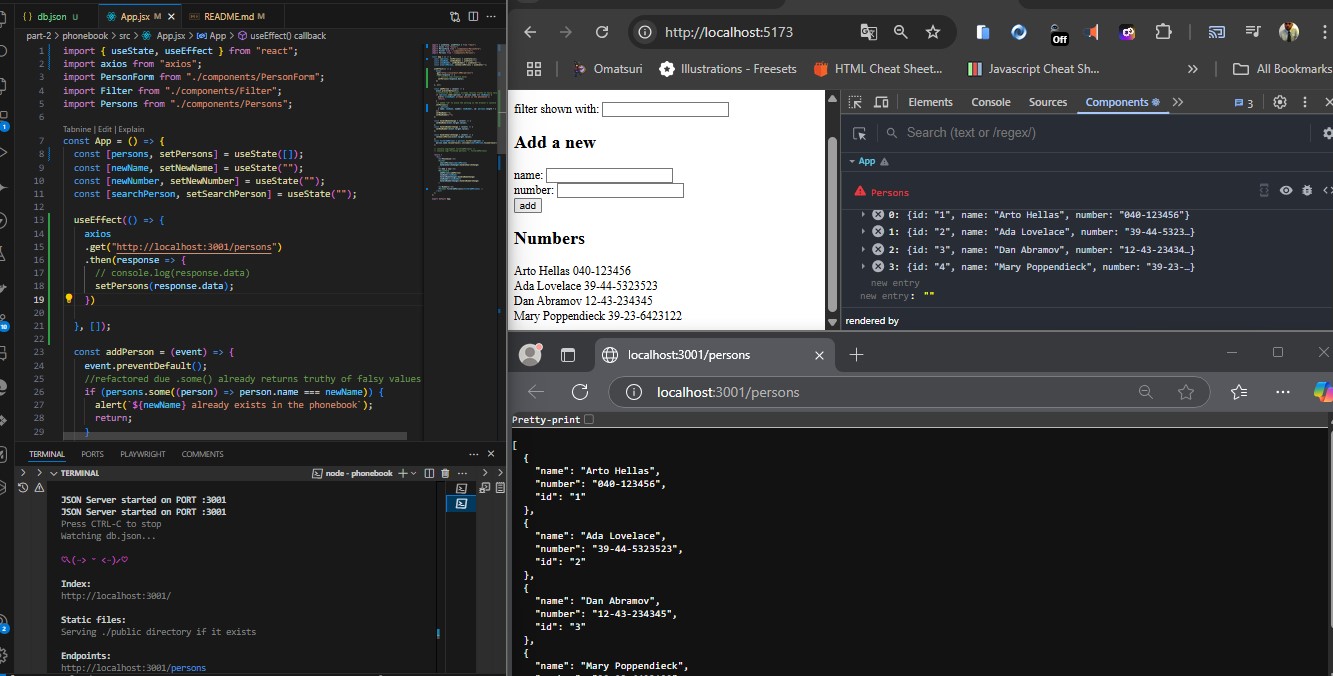 db.json U
App.jsx M
README.md M
part-2 > phonebook > src > App.jsx > App > useEffect() callback
1 import { useState, useEffect } from "react";
2 import axios from "axios";
3 import PersonForm from "./components/PersonForm";
4 import Filter from "./components/Filter";
5 import Persons from "./components/Persons";
6
Tabnine | Edit | Explain
7 const App = () => {
8 const [persons, setPersons] = useState([]);
9 const [newName, setNewName] = useState("");
10 const [newNumber, setNewNumber] = useState("");
11 const [searchPerson, setSearchPerson] = useState("");
12
13 useEffect(() => {
14 axios
15 .get("http://localhost:3001/persons")
16 .then(response => {
17 // console.log(response.data)
18 setPersons(response.data);
19 })
20
21 }, []);
22
23 const addPerson = (event) => {
24 event.preventDefault();
25 //refactored due .some() already returns truthy of falsy values
26 if (persons.some((person) => person.name === newName)) {
27 alert(`${newName} already exists in the phonebook`);
28 return;
29 }
TERMINAL PORTS PLAYWRIGHT COMMENTS
TERMINAL
node - phonebook
JSON Server started on PORT :3001
JSON Server started on PORT :3001
Press CTRL-C to stop
Watching db.json...
Index:
http://localhost:3001/
Static files:
Serving ./public directory if it exists
Endpoints:
http://localhost:3001/persons
http://localhost:5173
Off
Omatsuri
Illustrations - Freesets
HTML Cheat Sheet...
Javascript Cheat Sh...
All Bookmarks
filter shown with:
Add a new
name:
number:
add
Numbers
Arto Hellas 040-123456
Ada Lovelace 39-44-5323523
Dan Abramov 12-43-234345
Mary Poppendieck 39-23-6423122
Elements Console Sources Components 3
Search (text or /regex/)
App
Persons
0: {id: "1", name: "Arto Hellas", number: "040-123456"}
1: {id: "2", name: "Ada Lovelace", number: "39-44-5323…}
2: {id: "3", name: "Dan Abramov", number: "12-43-23434…}
3: {id: "4", name: "Mary Poppendieck", number: "39-23-…}
new entry
new entry: ""
rendered by
localhost:3001/persons
localhost:3001/persons
Pretty-print
[
{
"name": "Arto Hellas",
"number": "040-123456",
"id": "1"
},
{
"name": "Ada Lovelace",
"number": "39-44-5323523",
"id": "2"
},
{
"name": "Dan Abramov",
"number": "12-43-234345",
"id": "3"
},
{
"name": "Mary Poppendieck",